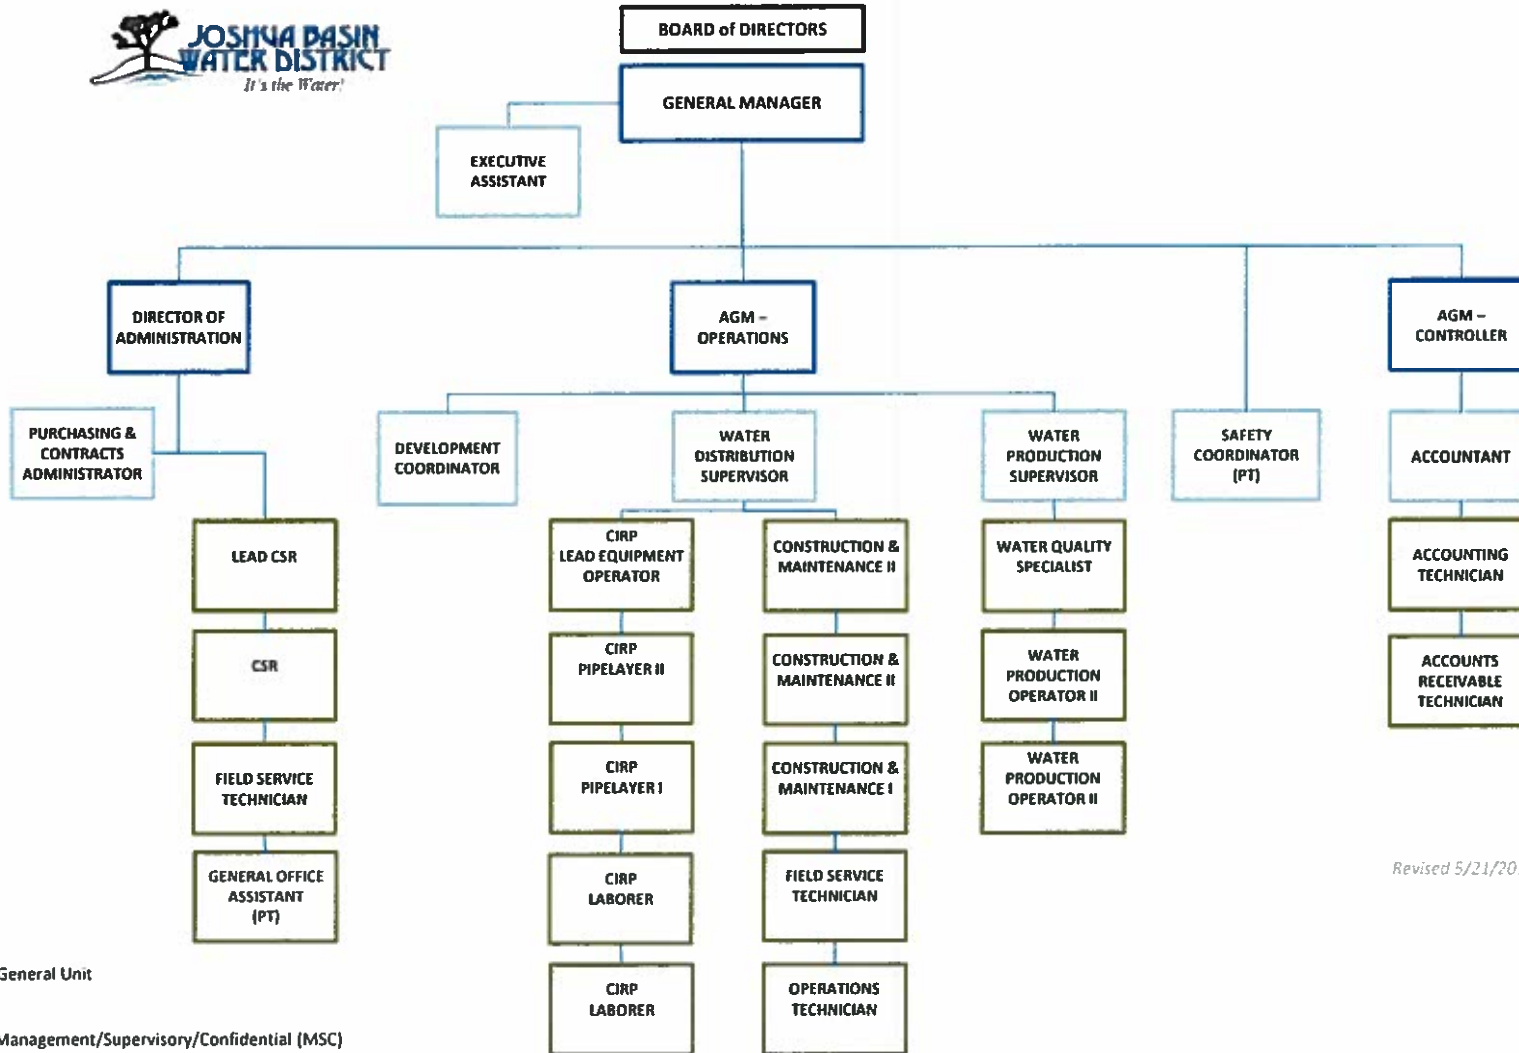 JOSHUA BASIN
WATER DISTRICT
It's the Water!
BOARD of DIRECTORS
GENERAL MANAGER
EXECUTIVE
ASSISTANT
DIRECTOR OF
ADMINISTRATION
AGM –
OPERATIONS
AGM –
CONTROLLER
PURCHASING &
CONTRACTS
ADMINISTRATOR
DEVELOPMENT
COORDINATOR
WATER
DISTRIBUTION
SUPERVISOR
WATER
PRODUCTION
SUPERVISOR
SAFETY
COORDINATOR
(PT)
ACCOUNTANT
LEAD CSR
CIRP
LEAD EQUIPMENT
OPERATOR
CONSTRUCTION &
MAINTENANCE II
WATER QUALITY
SPECIALIST
ACCOUNTING
TECHNICIAN
CSR
CIRP
PIPELAYER II
CONSTRUCTION &
MAINTENANCE II
WATER
PRODUCTION
OPERATOR II
ACCOUNTS
RECEIVABLE
TECHNICIAN
FIELD SERVICE
TECHNICIAN
CIRP
PIPELAYER I
CONSTRUCTION &
MAINTENANCE I
WATER
PRODUCTION
OPERATOR II
GENERAL OFFICE
ASSISTANT
(PT)
CIRP
LABORER
FIELD SERVICE
TECHNICIAN
Revised 5/21/20
General Unit
CIRP
LABORER
OPERATIONS
TECHNICIAN
Management/Supervisory/Confidential (MSC)